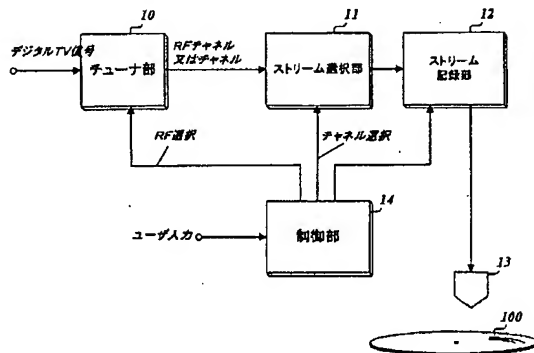 10
11
12
デジタルTV信号
チューナ部
RFチャネル
又はチャネル
ストリーム選択部
ストリーム
記録部
RF選択
チャネル選択
14
ユーザ入力
制御部
13
100